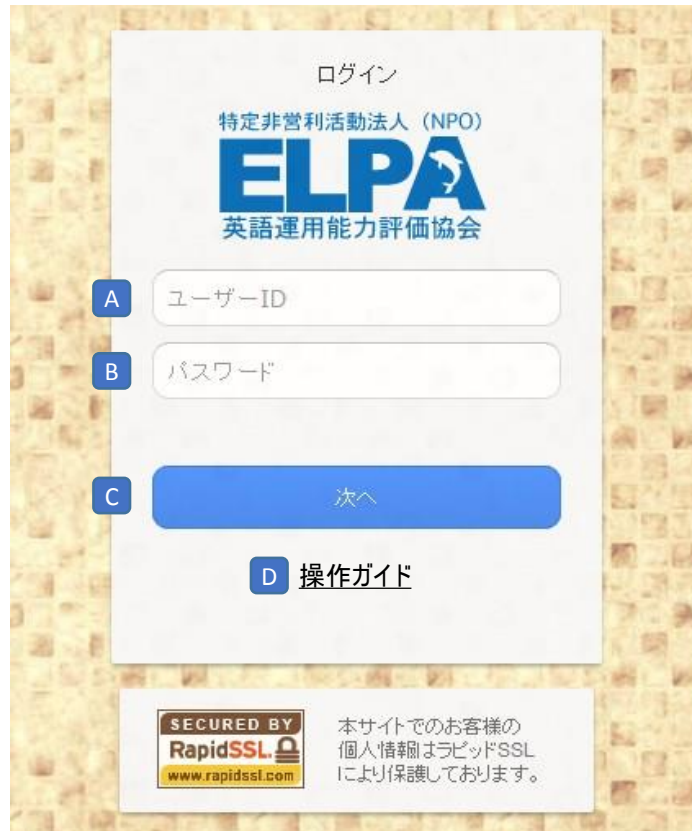 ログイン
特定非営利活動法人（NPO）
ELPA
英語運用能力評価協会
A ユーザーID
B パスワード
C 次へ
D 操作ガイド
SECURED BY
RapidSSL.
www.rapidssl.com
本サイトでのお客様の
個人情報はラピッドSSL
により保護しております。